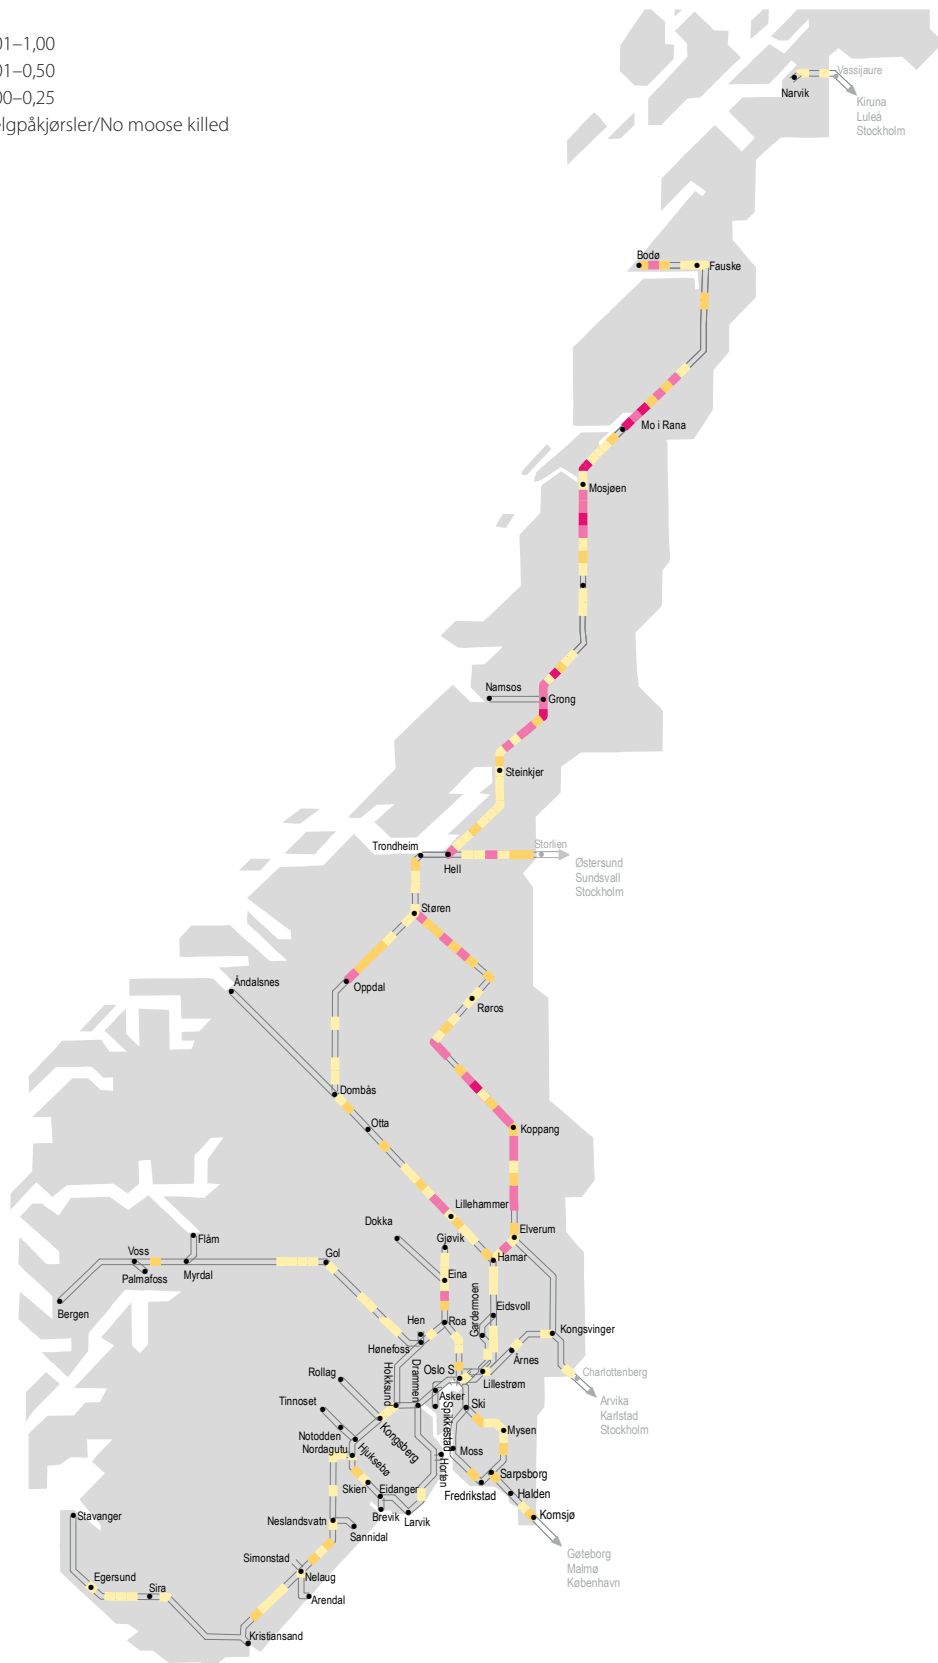 01–1,00
01–0,50
00–0,25
elgpåkjørsler/No moose killed
Vassijaure
Narvik
Kiruna
Luleå
Stockholm
Bodø
Fauske
Mo i Rana
Mosjøen
Namsos
Grong
Steinkjer
Trondheim
Storlien
Hell
Østersund
Sundsvall
Stockholm
Støren
Åndalsnes
Oppdal
Røros
Dombås
Otta
Koppang
Lillehammer
Dokka
Elverum
Flåm
Gjøvik
Voss
Gol
Hamar
Palmafoss
Myrdal
Eina
Bergen
Gardermoen
Eidsvoll
Hen
Roa
Kongsvinger
Hønefoss
Årnes
Oslo S
Rollag
Hokksund
Drammen
Lillestrøm
Charlottenberg
Asker
Arvika
Karlstad
Stockholm
Tinnoset
Spikkestad
Ski
Notodden
Kongsberg
Mysen
Nordagutu
Hjuksebø
Moss
Horten
Sarpsborg
Skien
Eidanger
Fredrikstad
Halden
Stavanger
Neslandsvatn
Brevik
Larvik
Kornsjø
Sannidal
Simonstad
Gøteborg
Malmø
København
Nelaug
Egersund
Sira
Arendal
Kristiansand